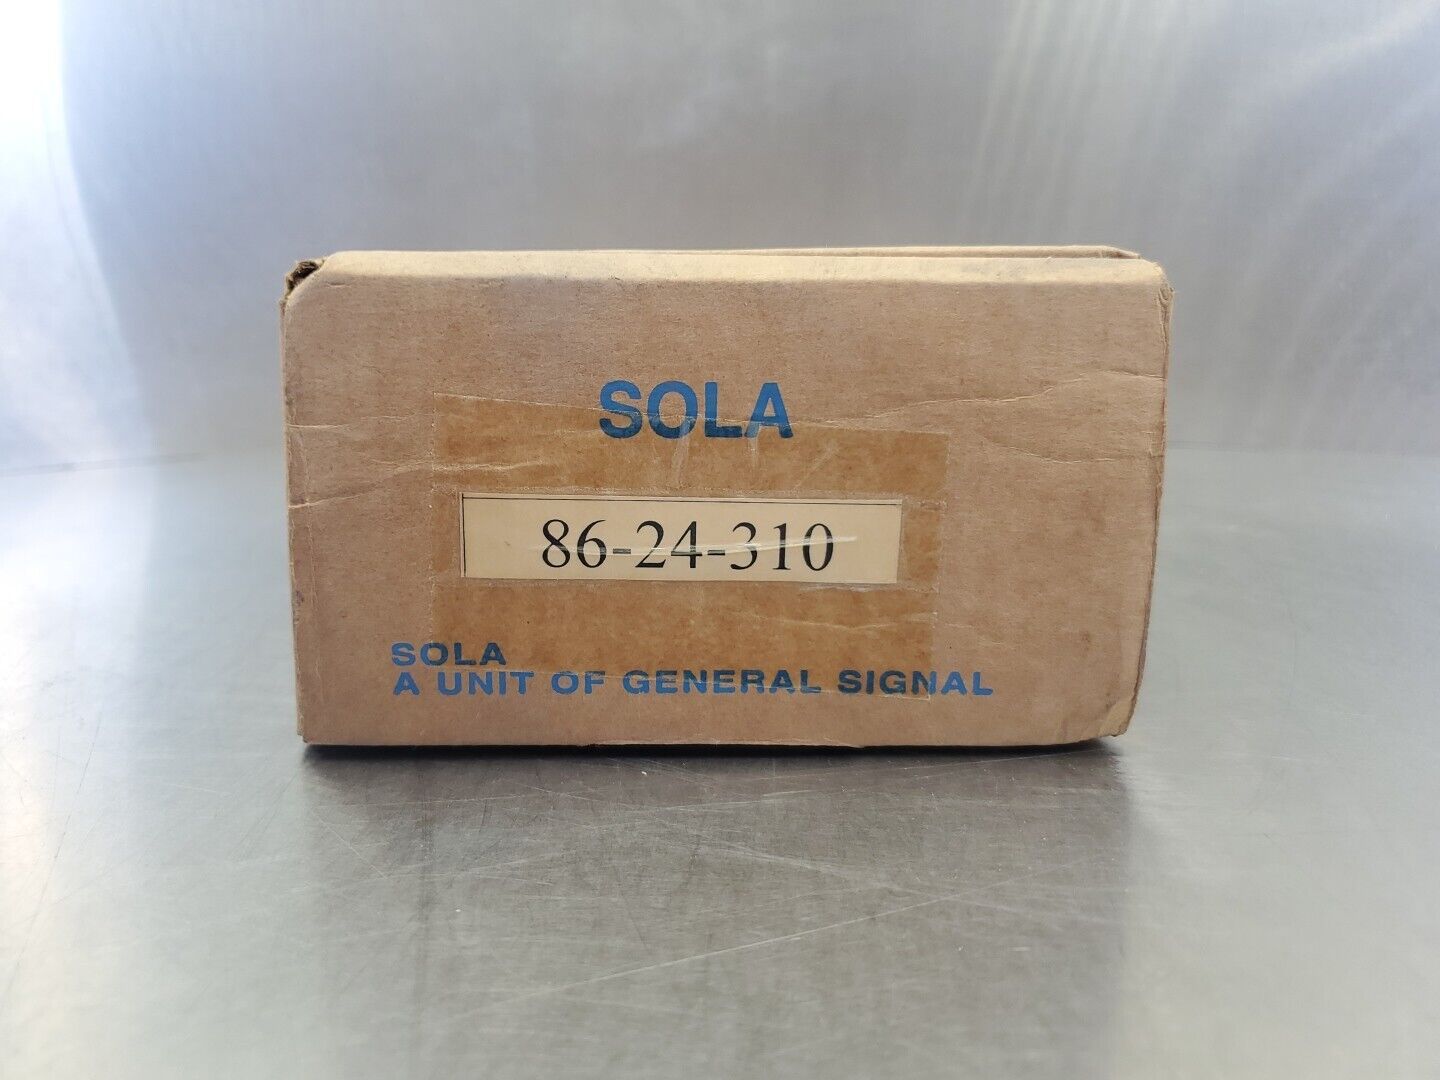 SOLA
86-24-310
SOLA
A UNIT OF GENERAL SIGNAL